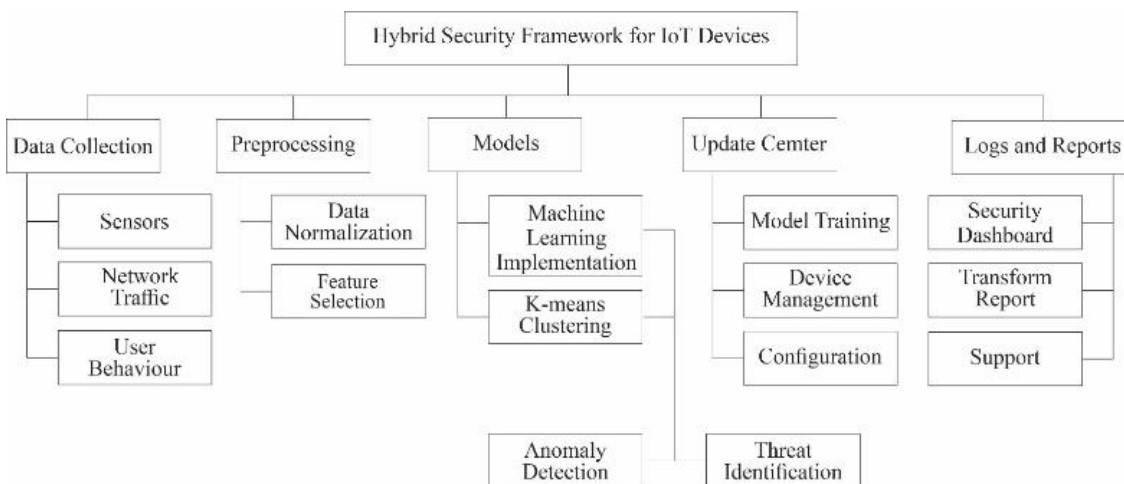 Hybrid Security Framework for IoT Devices
Data Collection
Preprocessing
Models
Update Cemter
Logs and Reports
Sensors
Network
Traffic
User
Behaviour
Data
Normalization
Feature
Selection
Machine
Learning
Implementation
K-means
Clustering
Anomaly
Detection
Threat
Identification
Model Training
Device
Management
Configuration
Security
Dashboard
Transform
Report
Support